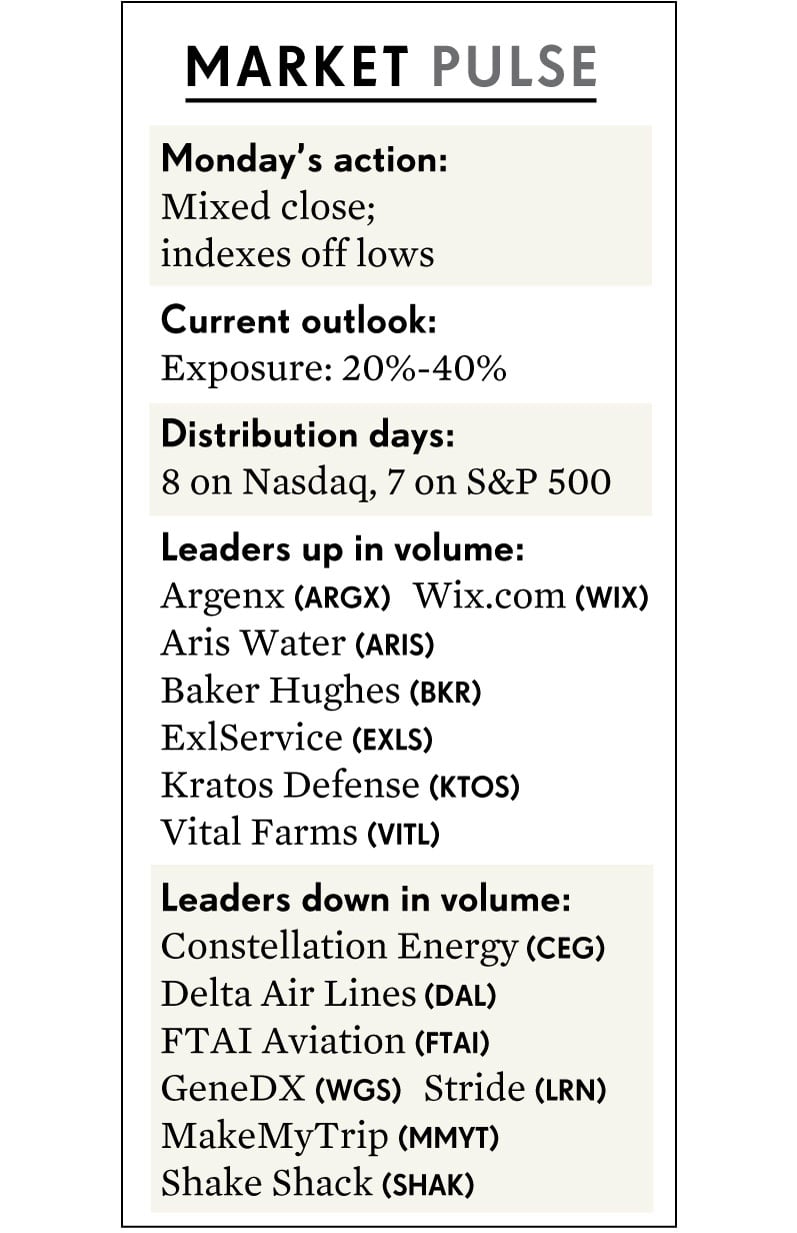 MARKET PULSE
Monday's action:
Mixed close;
indexes off lows
Current outlook:
Exposure: 20%-40%
Distribution days:
8 on Nasdaq, 7 on S&P 500
Leaders up in volume:
Argenx (ARGX) Wix.com (WIX)
Aris Water (ARIS)
Baker Hughes (BKR)
ExlService (EXLS)
Kratos Defense (KTOS)
Vital Farms (VITL)
Leaders down in volume:
Constellation Energy (CEG)
Delta Air Lines (DAL)
FTAI Aviation (FTAI)
GeneDX (WGS) Stride (LRN)
MakeMyTrip (MMYT)
Shake Shack (SHAK)